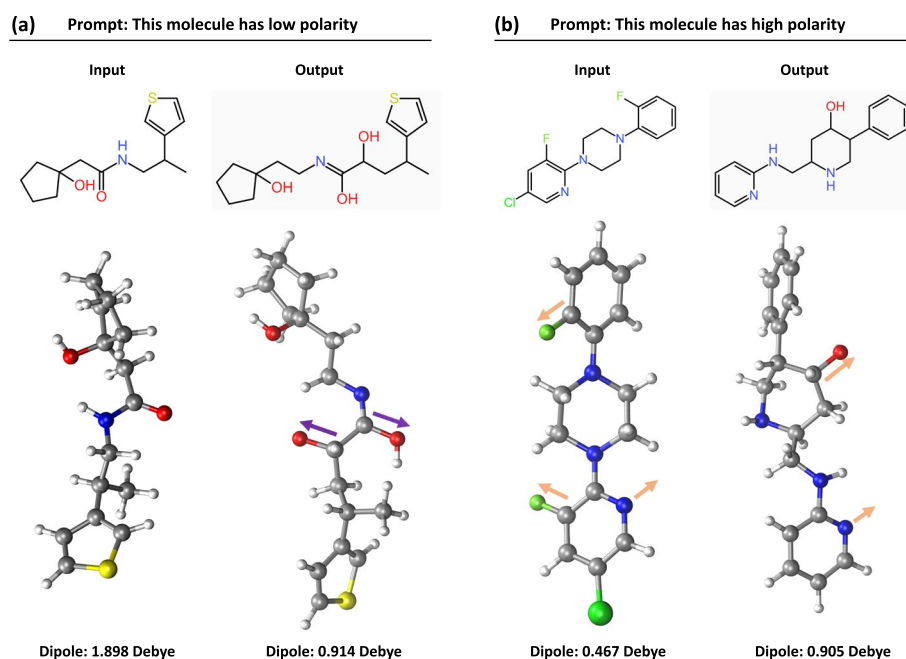 (a) Prompt: This molecule has low polarity
Input Output
S
H
N
OH
O
S
OH
N
OH
OH
Dipole: 1.898 Debye Dipole: 0.914 Debye
(b) Prompt: This molecule has high polarity
Input Output
F
F
N
N
N
Cl
OH
H
N
N
N
H
Dipole: 0.467 Debye Dipole: 0.905 Debye